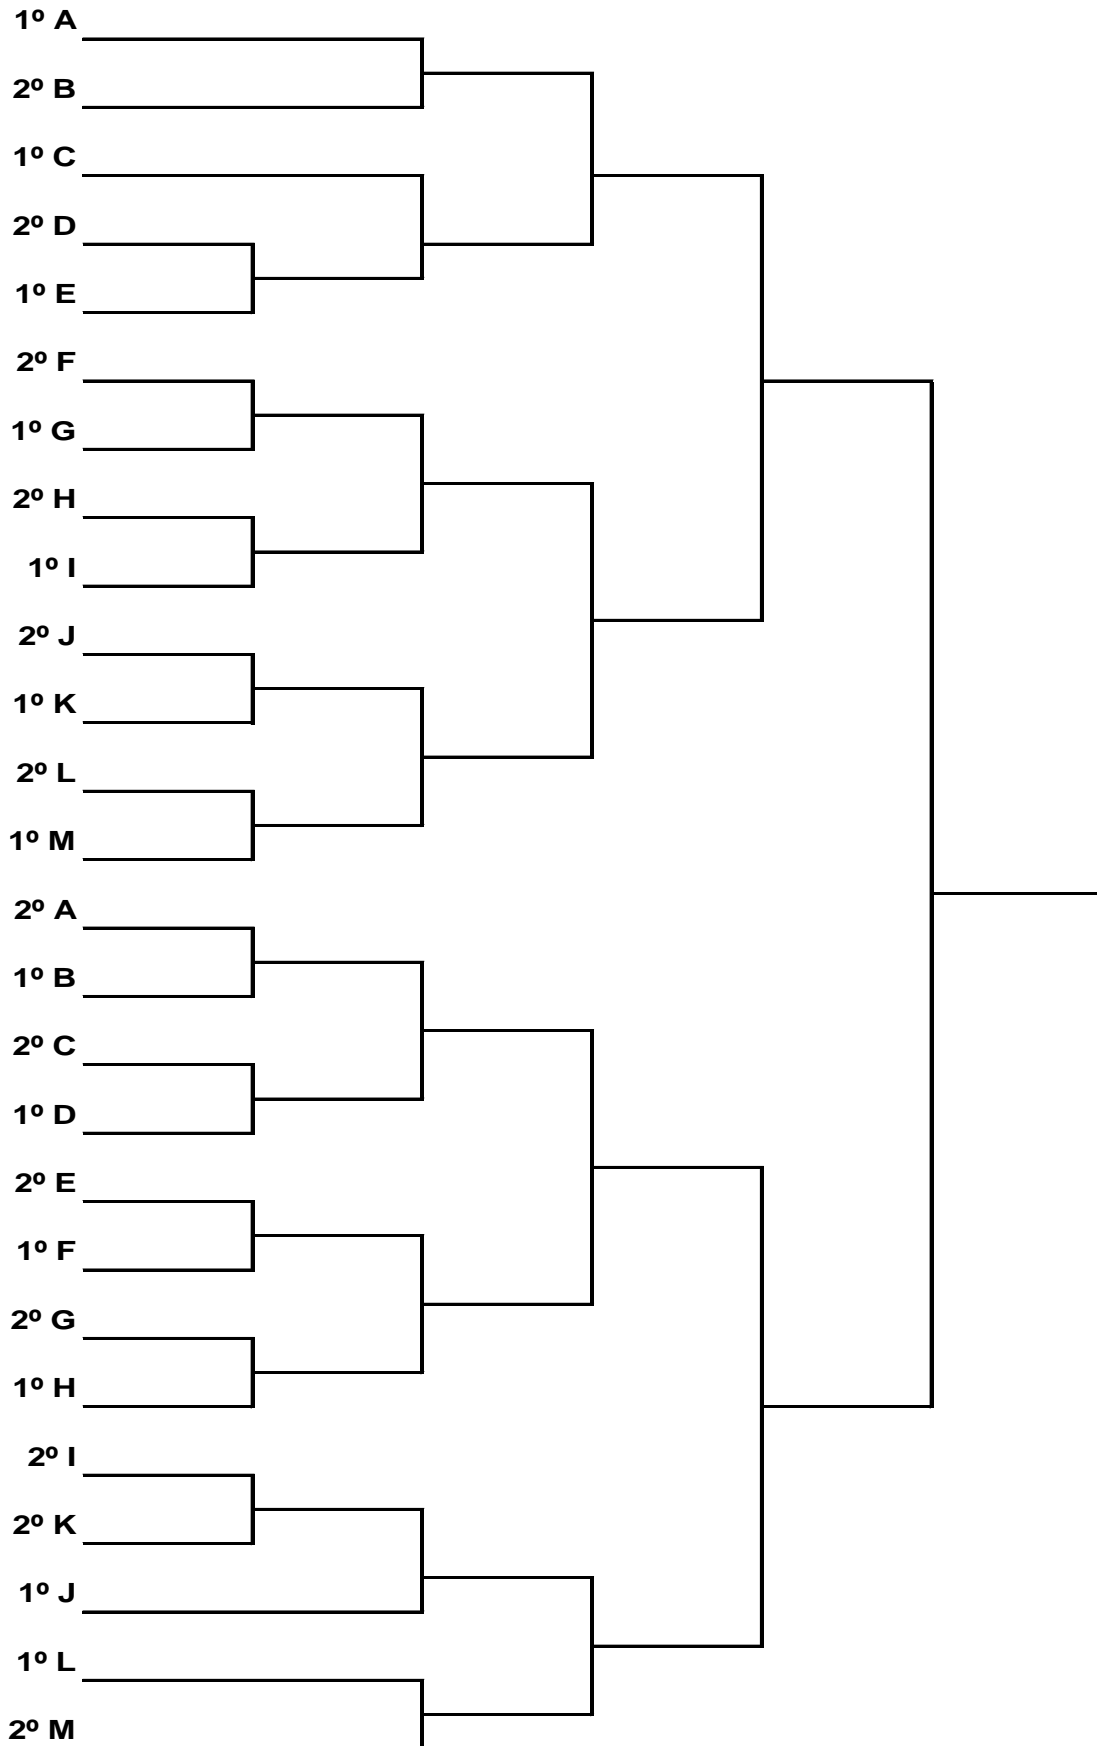 1º A
2º B
1º C
2º D
1º E
2º F
1º G
2º H
1º I
2º J
1º K
2º L
1º M
2º A
1º B
2º C
1º D
2º E
1º F
2º G
1º H
2º I
2º K
1º J
1º L
2º M